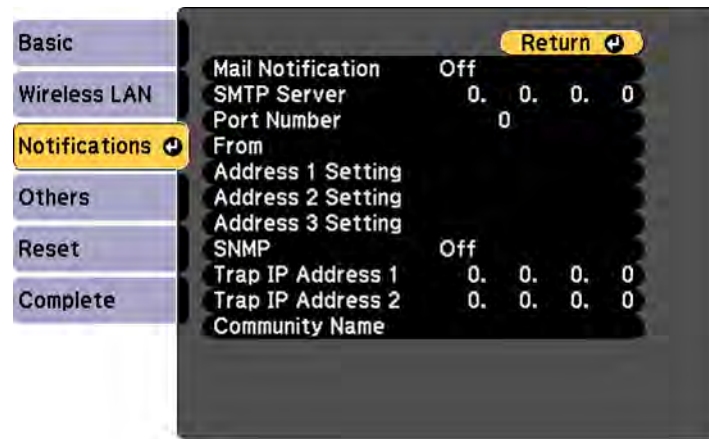 Basic
Wireless LAN
Notifications
Others
Reset
Complete
Return
Mail Notification Off
SMTP Server 0. 0. 0. 0
Port Number 0
From
Address 1 Setting
Address 2 Setting
Address 3 Setting
SNMP Off
Trap IP Address 1 0. 0. 0. 0
Trap IP Address 2 0. 0. 0. 0
Community Name